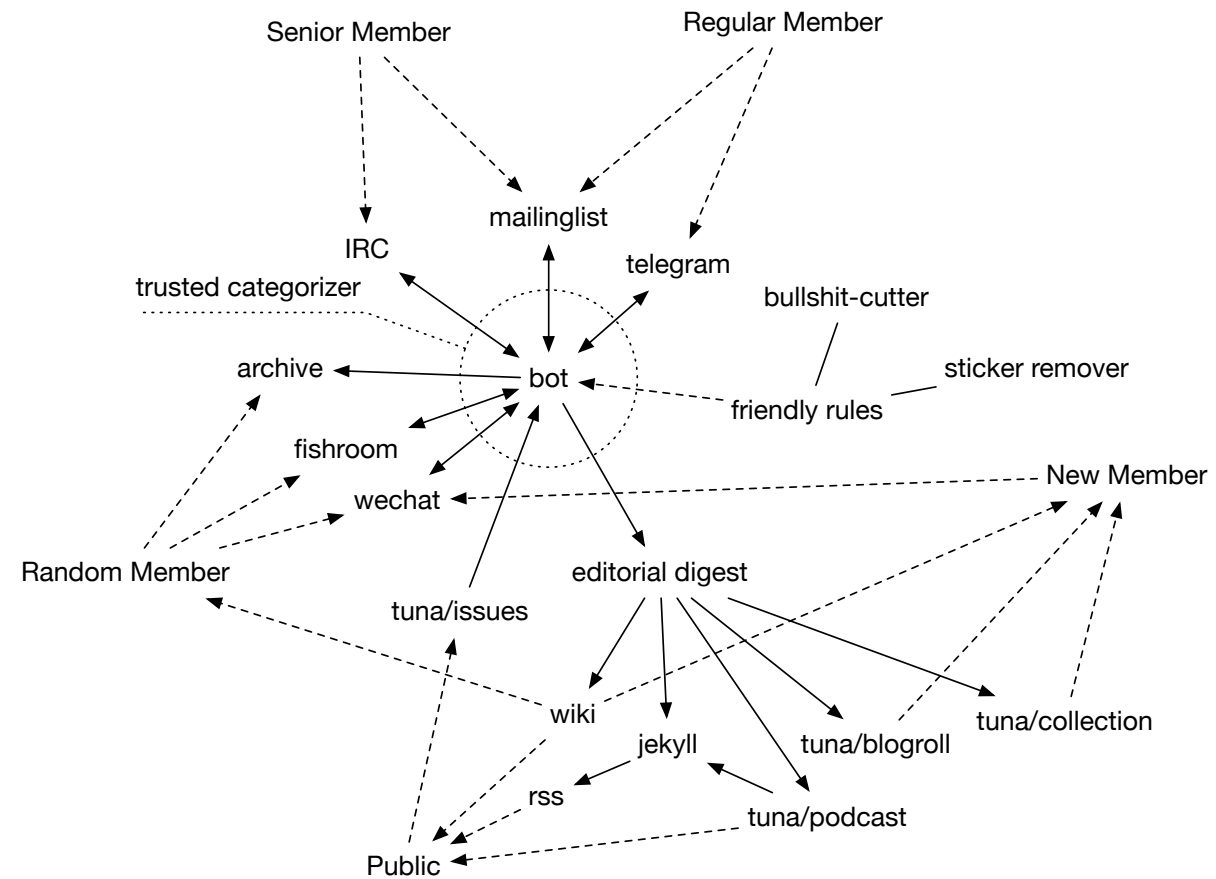 Senior Member
Regular Member
mailinglist
IRC
telegram
trusted categorizer
bullshit-cutter
archive
bot
sticker remover
friendly rules
fishroom
wechat
New Member
Random Member
editorial digest
tuna/issues
wiki
tuna/collection
jekyll
tuna/blogroll
rss
tuna/podcast
Public